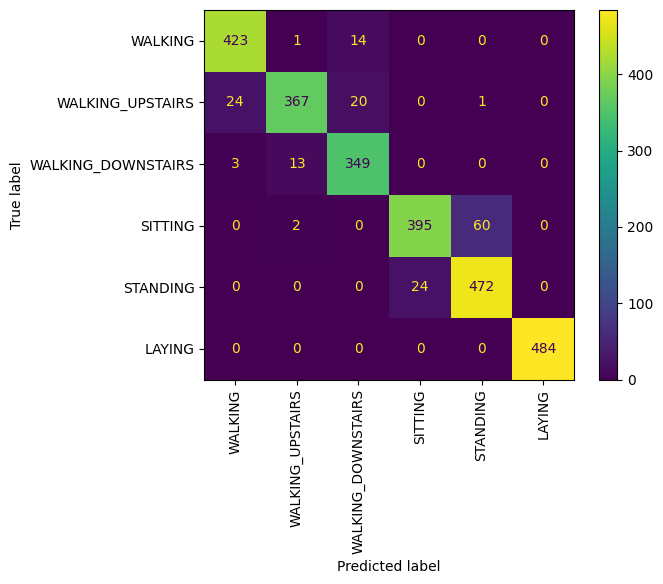 WALKING 423 1 14 0 0 0
WALKING_UPSTAIRS 24 367 20 0 1 0
WALKING_DOWNSTAIRS 3 13 349 0 0 0
SITTING 0 2 0 395 60 0
STANDING 0 0 0 24 472 0
LAYING 0 0 0 0 0 484
True label
WALKING
WALKING_UPSTAIRS
WALKING_DOWNSTAIRS
SITTING
STANDING
LAYING
Predicted label
400
300
200
100
0